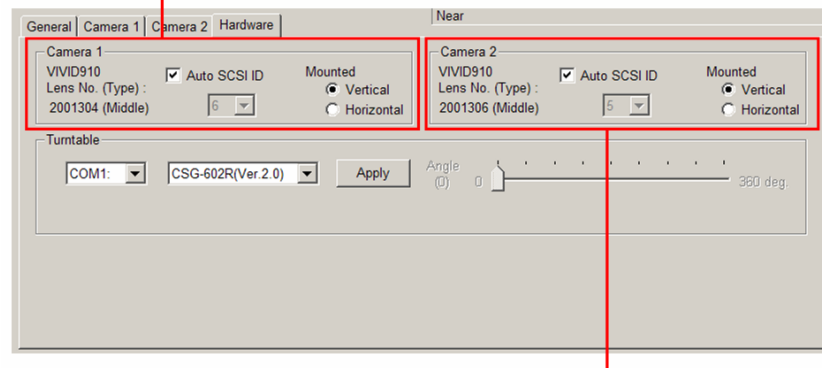 Near
General Camera 1 Camera 2 Hardware
Camera 1
VIVID910
Lens No. (Type) :
2001304 (Middle)
Auto SCSI ID
6
Mounted
Vertical
Horizontal
Camera 2
VIVID910
Lens No. (Type) :
2001306 (Middle)
Auto SCSI ID
5
Mounted
Vertical
Horizontal
Turntable
COM1: CSG-602R(Ver.2.0) Apply
Angle
(0) 0 360 deg.